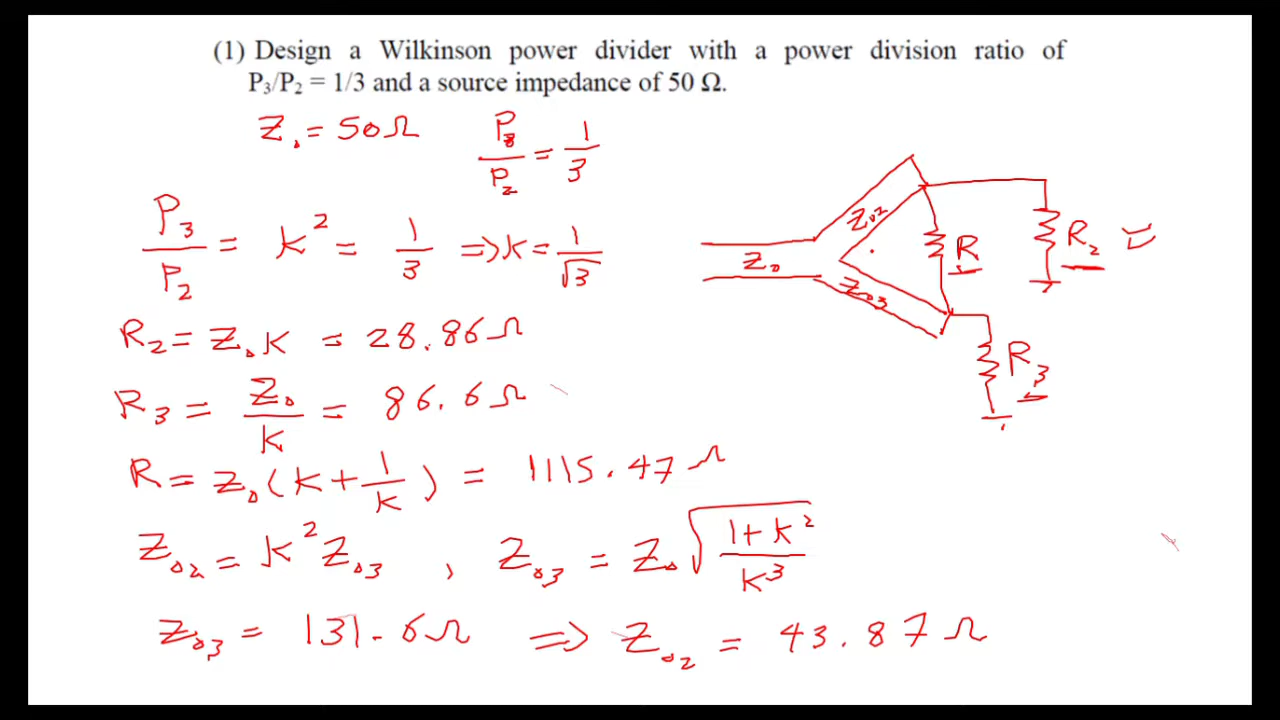 (1) Design a Wilkinson power divider with a power division ratio of
P₃/P₂ = 1/3 and a source impedance of 50 Ω.
Z₀ = 50Ω P₃/P₂ = 1/3
P₃/P₂ = K² = 1/3 ⇒ K = 1/√3
R₂ = Z₀K = 28.86Ω
R₃ = Z₀/K = 86.6Ω
R = Z₀(K + 1/K) = 1115.47Ω
Z₀₂ = K² Z₀₃ , Z₀₃ = Z₀ √((1+K²)/K³)
Z₀₃ = 131.6Ω ⇒ Z₀₂ = 43.87Ω
Z₀
Z₀₂
Z₀₃
R
R₂
R₃